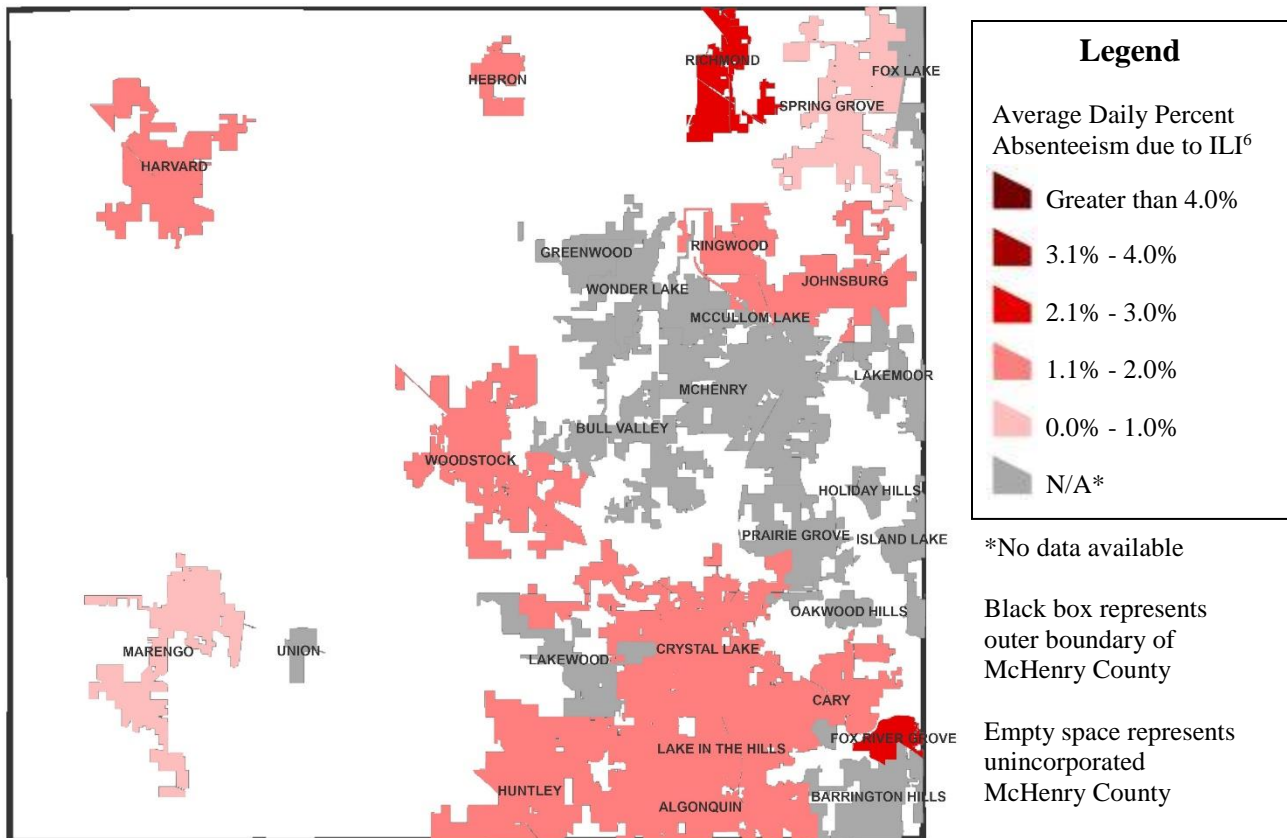 RICHMOND
FOX LAKE
HEBRON
SPRING GROVE
HARVARD
GREENWOOD
RINGWOOD
WONDER LAKE
JOHNSBURG
MCCULLOM LAKE
LAKEMOOR
MCHENRY
BULL VALLEY
WOODSTOCK
HOLIDAY HILLS
PRAIRIE GROVE
ISLAND LAKE
OAKWOOD HILLS
MARENGO
UNION
LAKEWOOD
CRYSTAL LAKE
CARY
FOX RIVER GROVE
LAKE IN THE HILLS
HUNTLEY
ALGONQUIN
BARRINGTON HILLS
Legend
Average Daily Percent
Absenteeism due to ILI⁶
Greater than 4.0%
3.1% - 4.0%
2.1% - 3.0%
1.1% - 2.0%
0.0% - 1.0%
N/A*
*No data available
Black box represents
outer boundary of
McHenry County
Empty space represents
unincorporated
McHenry County